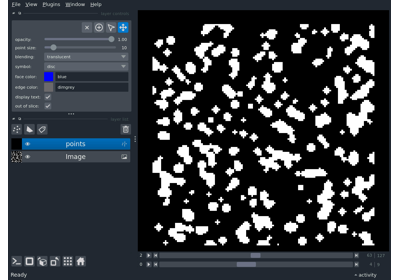 File View Plugins Window Help
opacity: 1.00
point size: 10
blending: translucent
symbol: disc
face color: blue
edge color: dimgrey
display text:
out of slice:
points
Image
Ready
activity